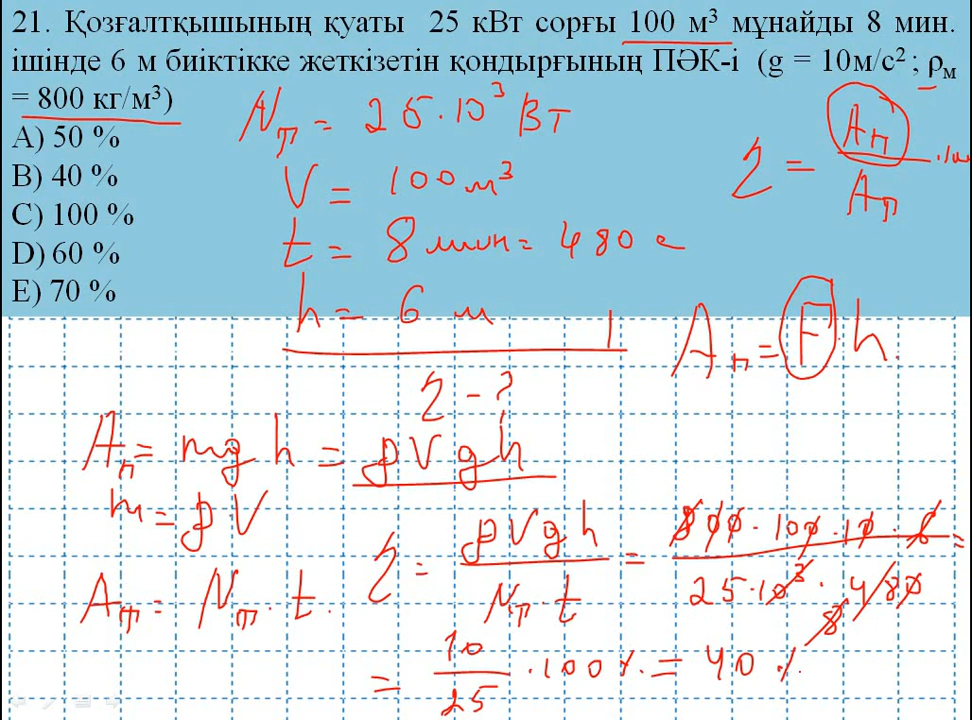 21. Қозғалтқышының қуаты 25 кВт сорғы 100 м³ мұнайды 8 мин.
ішінде 6 м биіктікке жеткізетін қондырғының ПӘК-і (g = 10м/с² ; ρм
= 800 кг/м³)
A) 50 %
B) 40 %
C) 100 %
D) 60 %
E) 70 %
Nт = 25·10³ Вт
V = 100 м³
t = 8 мин = 480 с
h = 6 м
η - ?
η = Aп / Aт
Aп = F·h.
Aп = mgh = ρVgh
m = ρV
Aт = Nт · t.
η = ρVgh / Nт·t = 800·100·10·6 / 25·10³·480 =
8
= 10/25 ·100% = 40 %